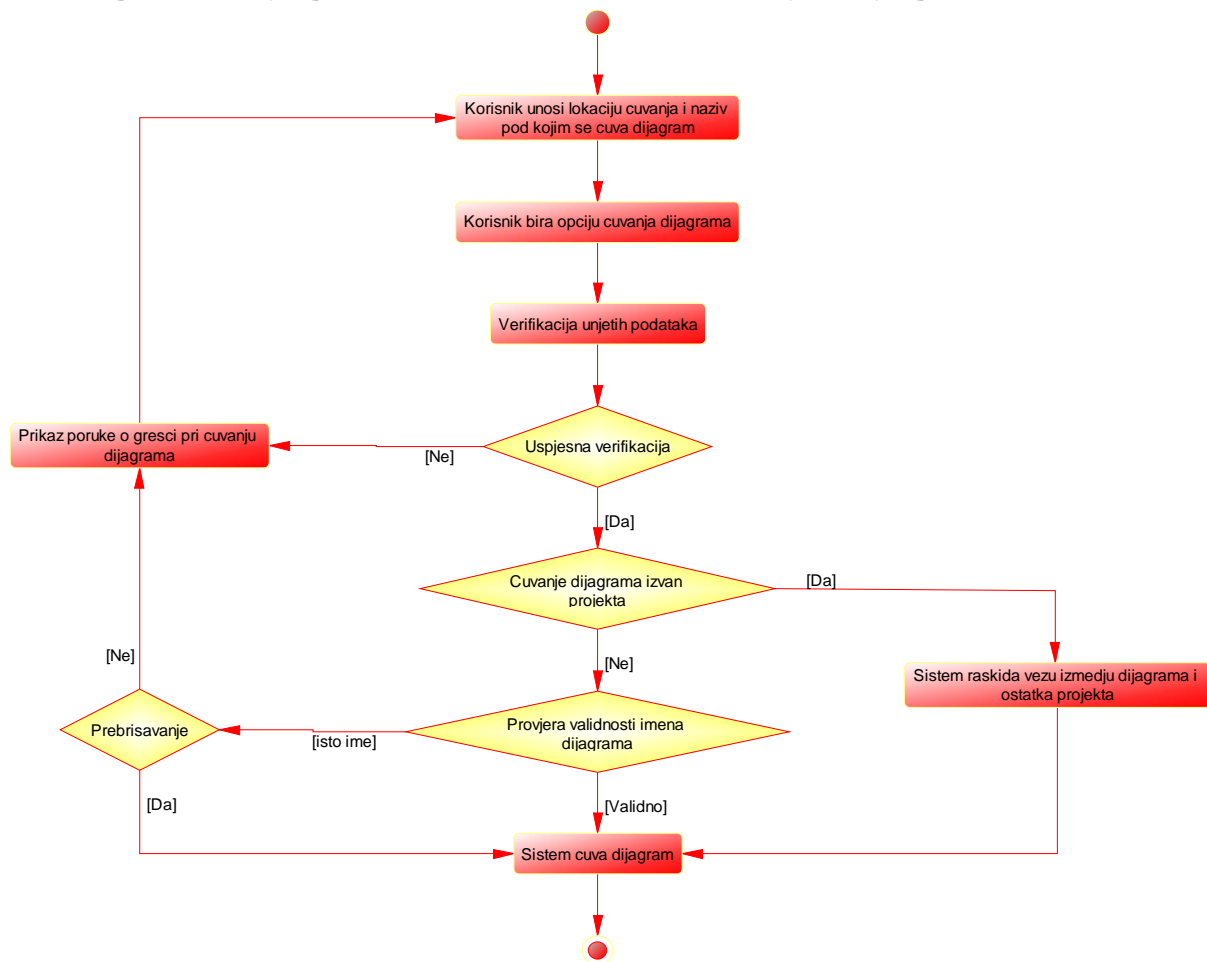 Korisnik unosi lokaciju cuvanja i naziv
pod kojim se cuva dijagram
Korisnik bira opciju cuvanja dijagrama
Verifikacija unjetih podataka
Prikaz poruke o gresci pri cuvanju
dijagrama
[Ne]
Uspjesna verifikacija
[Da]
Cuvanje dijagrama izvan
projekta
[Da]
[Ne]
[Ne]
Sistem raskida vezu izmedju dijagrama i
ostatka projekta
Prebrisavanje
[isto ime]
Provjera validnosti imena
dijagrama
[Da]
[Validno]
Sistem cuva dijagram